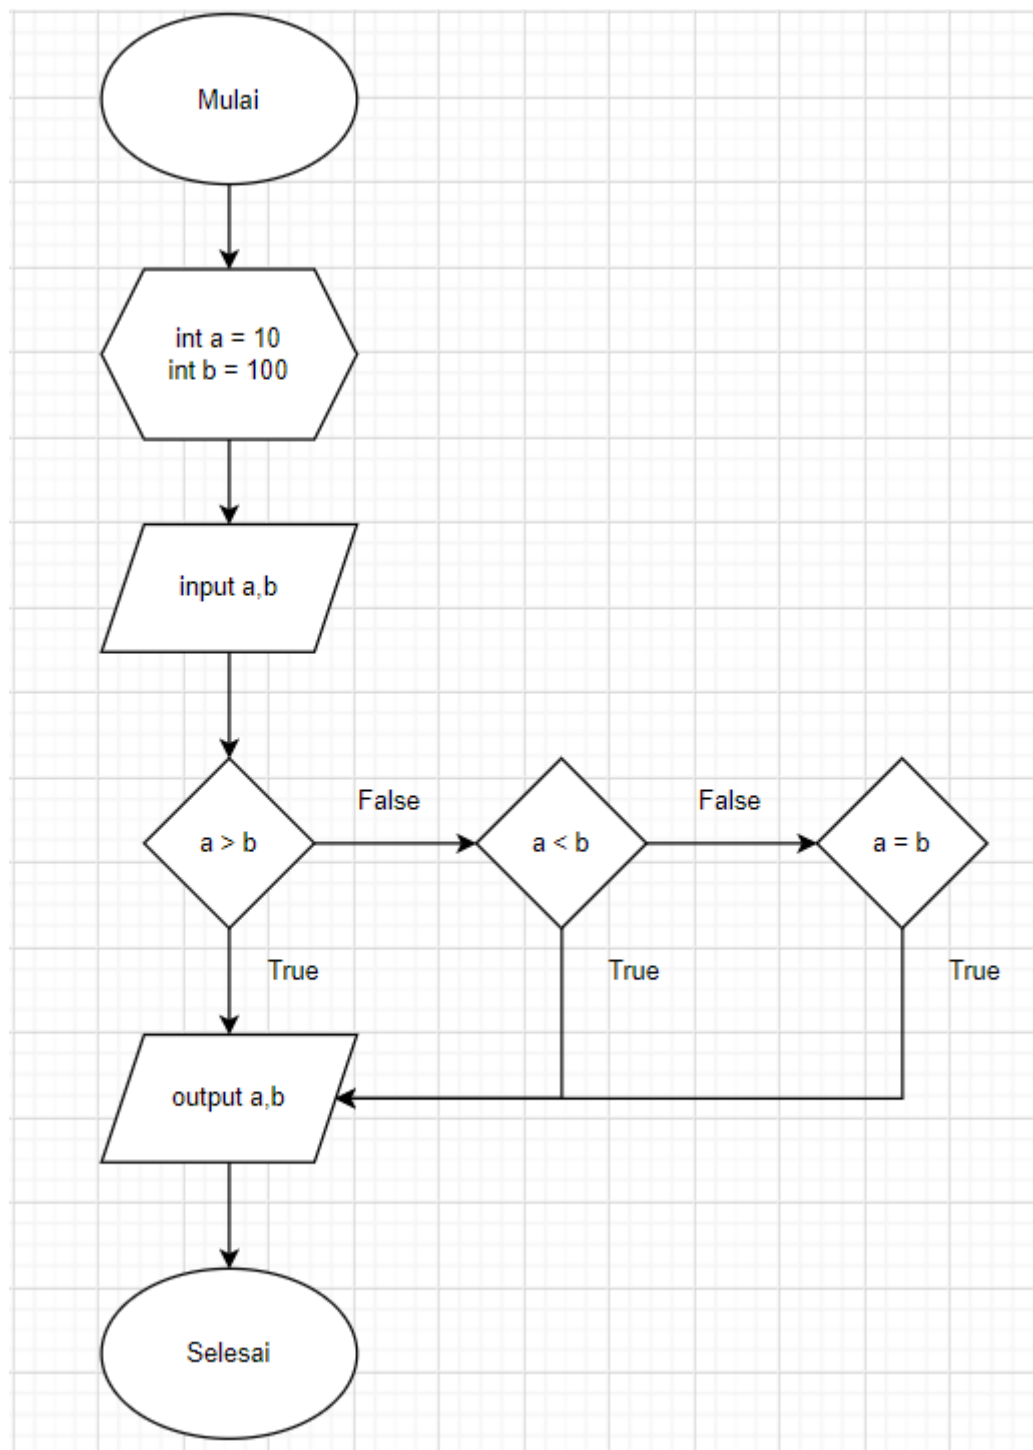 Mulai
int a = 10
int b = 100
input a,b
False
False
a > b
a < b
a = b
True
True
True
output a,b
Selesai